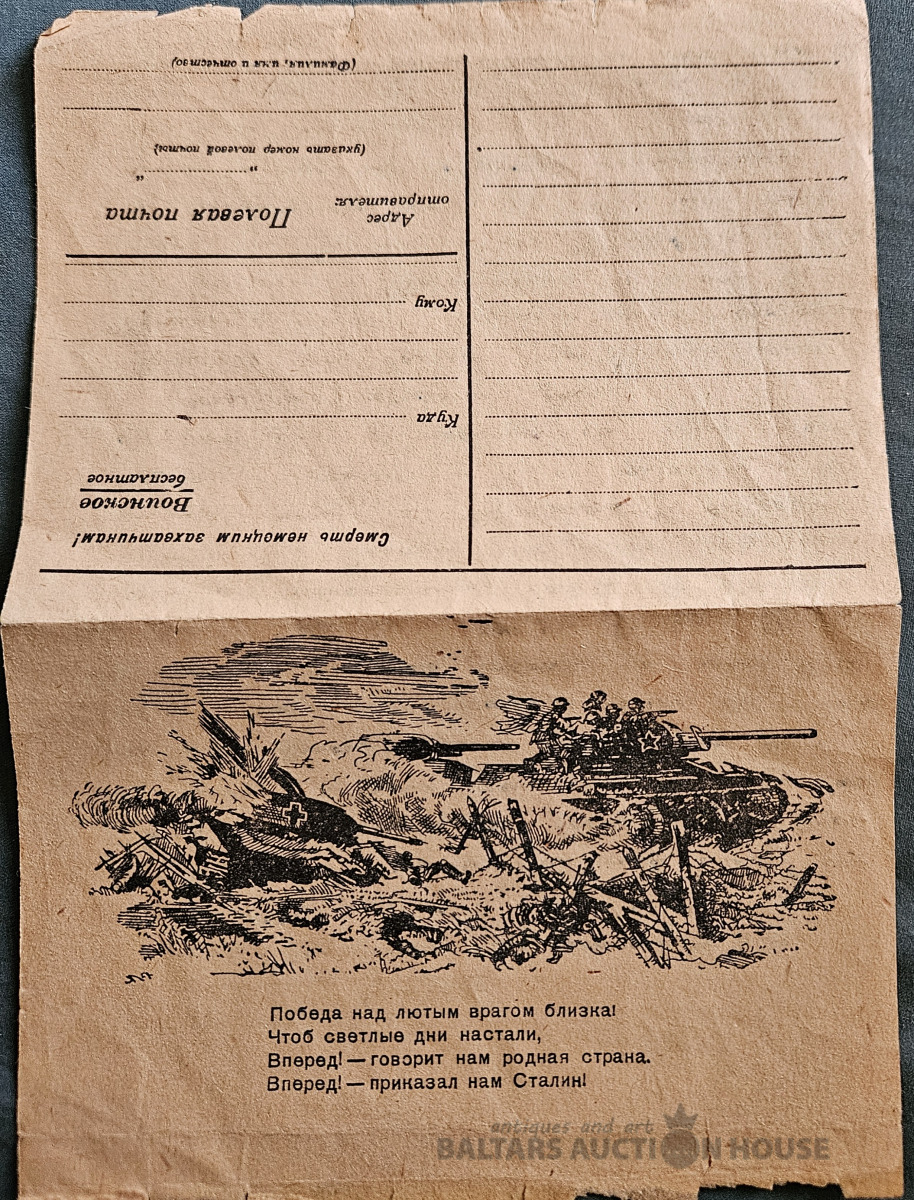 Смерть немецким захватчикам!
Воинское
бесплатное
Куда
Кому
Адрес
отправителя:
Полевая почта
„ “
(указать номер полевой почты)
(Фамилия, имя и отчество)
Победа над лютым врагом близка!
Чтоб светлые дни настали,
Вперед!—говорит нам родная страна.
Вперед!—приказал нам Сталин!
antiques and art
BALTARS AUCTION HOUSE